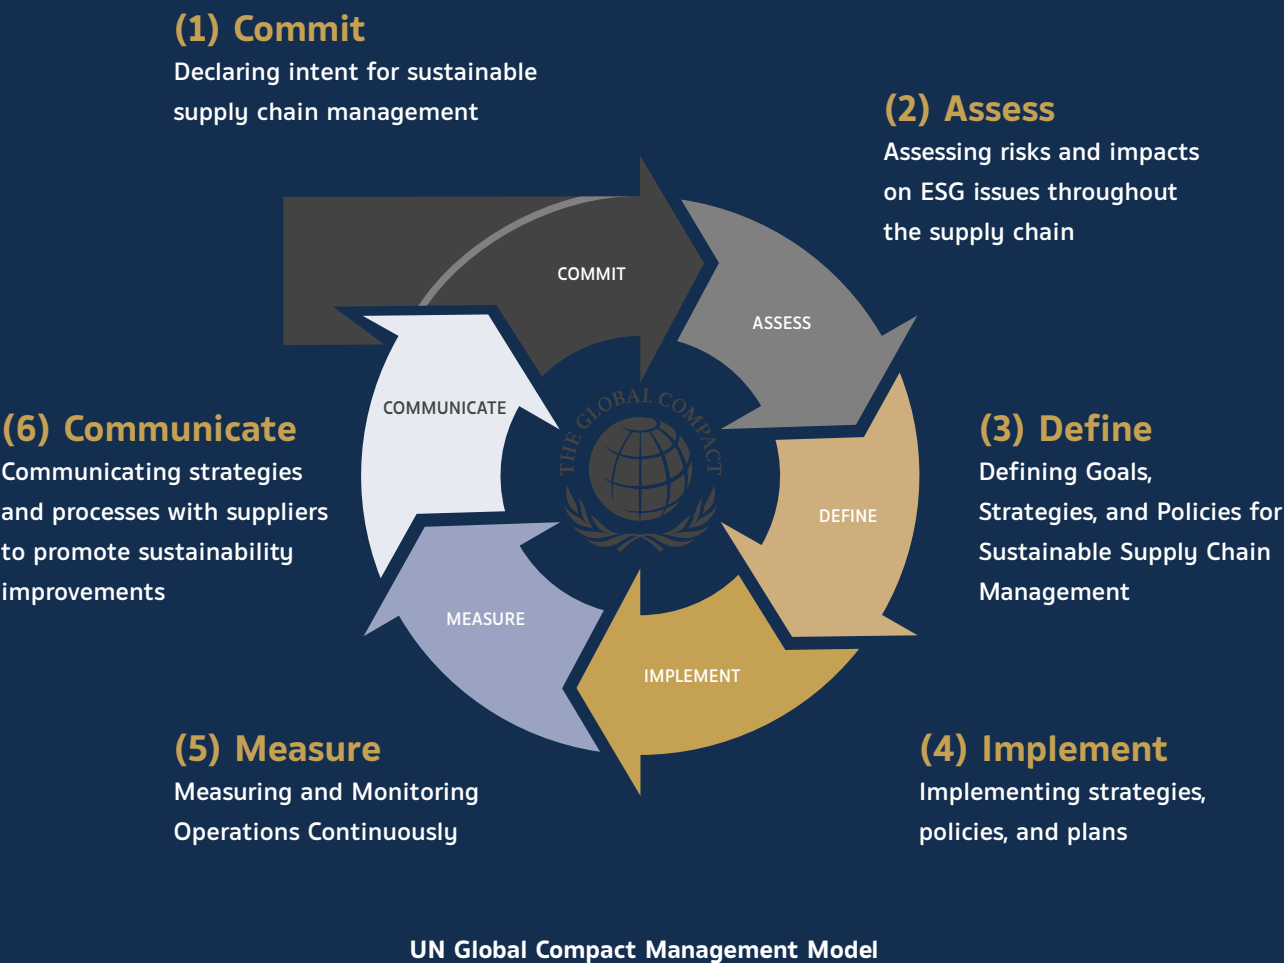 (1) Commit
Declaring intent for sustainable
supply chain management
(2) Assess
Assessing risks and impacts
on ESG issues throughout
the supply chain
COMMIT
ASSESS
COMMUNICATE
THE GLOBAL COMPACT
DEFINE
MEASURE
IMPLEMENT
(3) Define
Defining Goals,
Strategies, and Policies for
Sustainable Supply Chain
Management
(4) Implement
Implementing strategies,
policies, and plans
(5) Measure
Measuring and Monitoring
Operations Continuously
(6) Communicate
Communicating strategies
and processes with suppliers
to promote sustainability
improvements
UN Global Compact Management Model